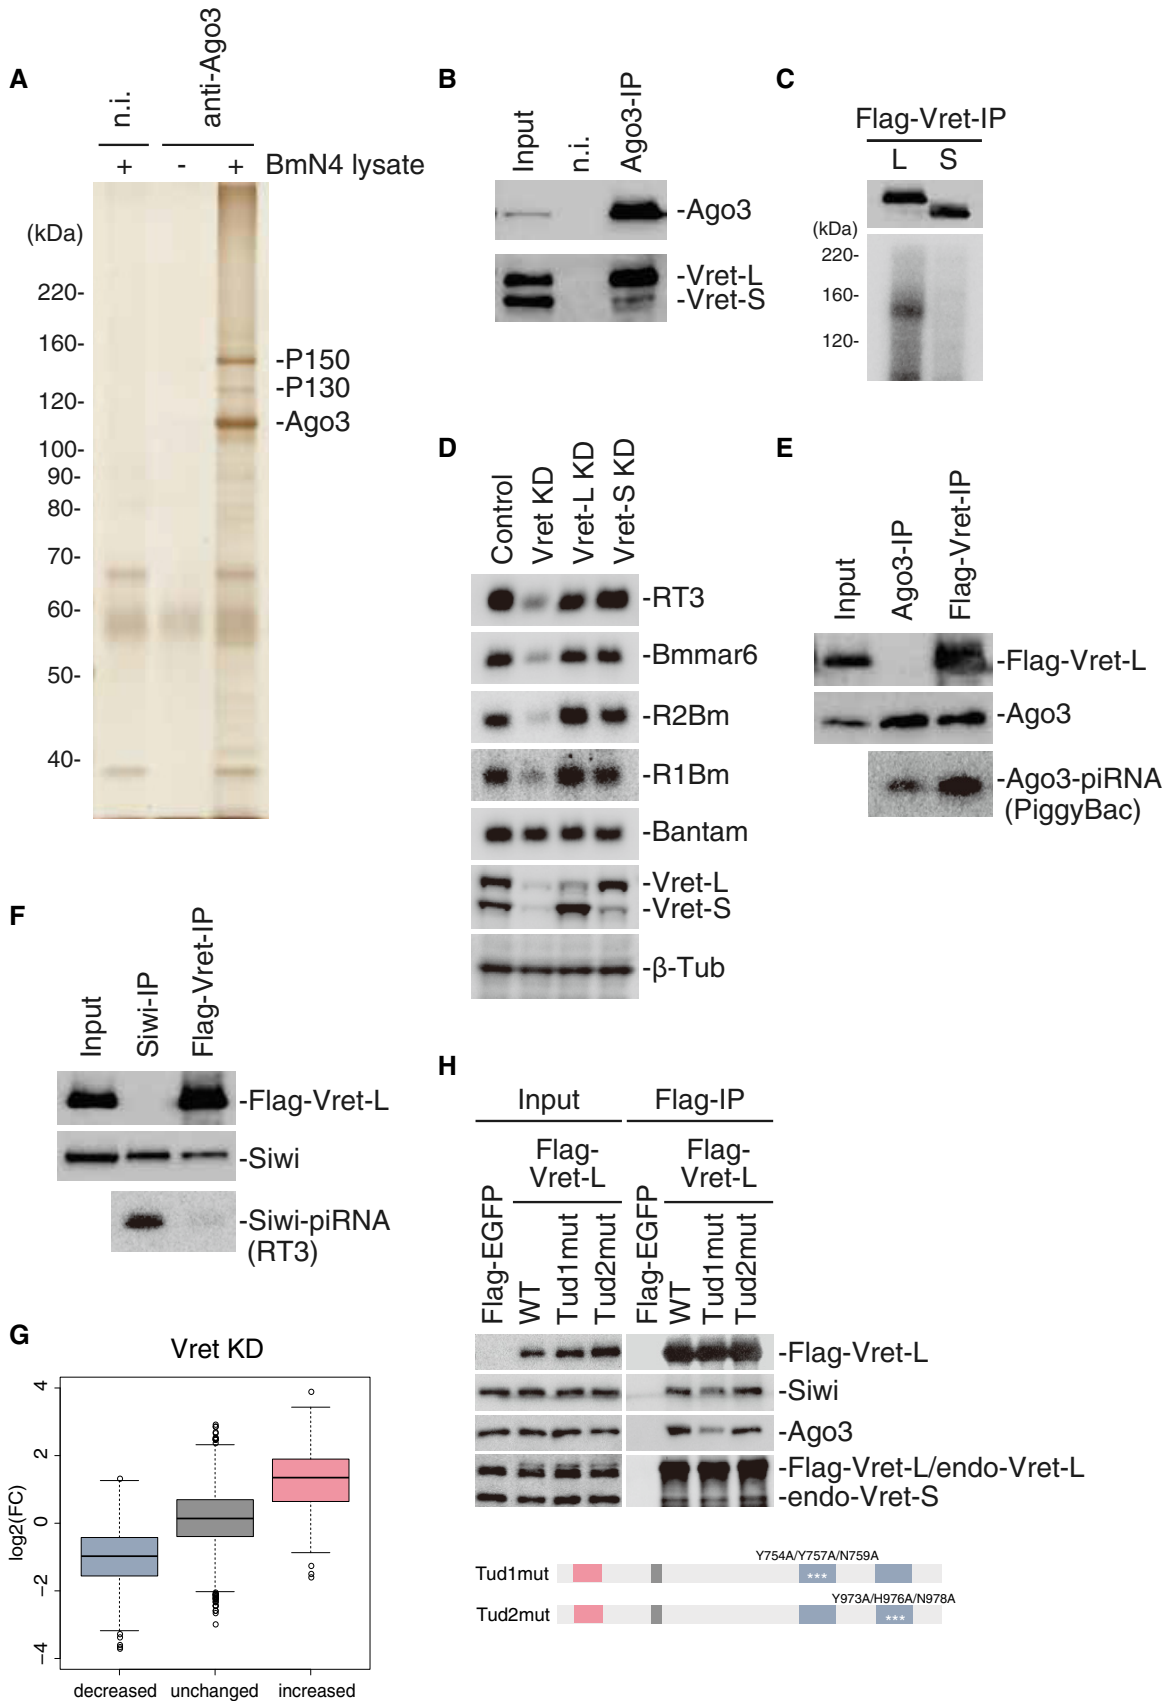 A
n.i.
anti-Ago3
+ - + BmN4 lysate
(kDa)
220-
160-
120-
100-
90-
80-
70-
60-
50-
40-
-P150
-P130
-Ago3
B
Input
n.i.
Ago3-IP
-Ago3
-Vret-L
-Vret-S
C
Flag-Vret-IP
L S
(kDa)
220-
160-
120-
D
Control
Vret KD
Vret-L KD
Vret-S KD
-RT3
-Bmmar6
-R2Bm
-R1Bm
-Bantam
-Vret-L
-Vret-S
-β-Tub
E
Input
Ago3-IP
Flag-Vret-IP
-Flag-Vret-L
-Ago3
-Ago3-piRNA
(PiggyBac)
F
Input
Siwi-IP
Flag-Vret-IP
-Flag-Vret-L
-Siwi
-Siwi-piRNA
(RT3)
G
Vret KD
log2(FC)
4
2
0
−2
−4
decreased unchanged increased
H
Input Flag-IP
Flag-
Vret-L
Flag-
Vret-L
Flag-EGFP
WT
Tud1mut
Tud2mut
Flag-EGFP
WT
Tud1mut
Tud2mut
-Flag-Vret-L
-Siwi
-Ago3
-Flag-Vret-L/endo-Vret-L
-endo-Vret-S
Y754A/Y757A/N759A
Tud1mut ***
Y973A/H976A/N978A
Tud2mut ***